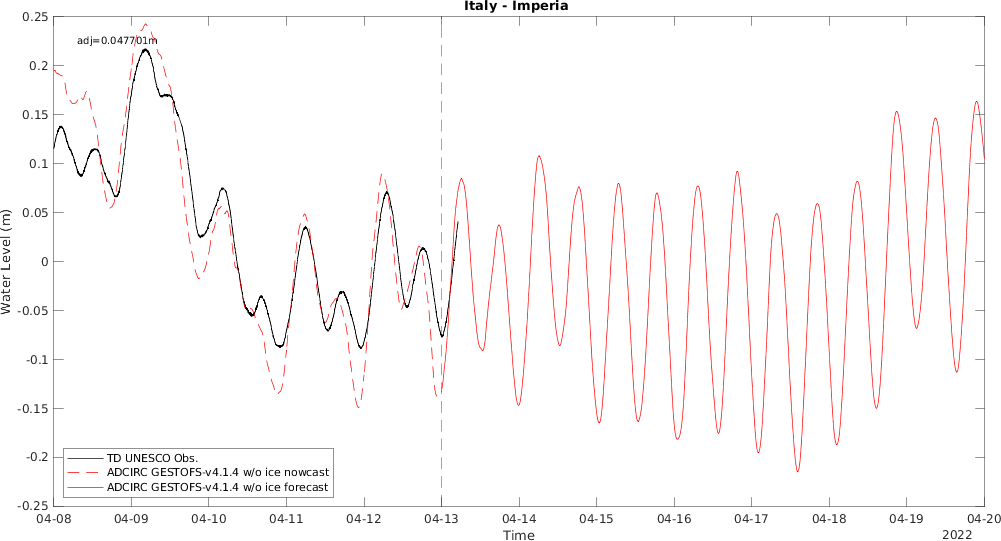 Italy - Imperia
adj=0.047701m
0.25
0.2
0.15
0.1
0.05
0
-0.05
-0.1
-0.15
-0.2
-0.25
Water Level (m)
TD UNESCO Obs.
ADCIRC GESTOFS-v4.1.4 w/o ice nowcast
ADCIRC GESTOFS-v4.1.4 w/o ice forecast
04-08 04-09 04-10 04-11 04-12 04-13 04-14 04-15 04-16 04-17 04-18 04-19 04-20
Time
2022